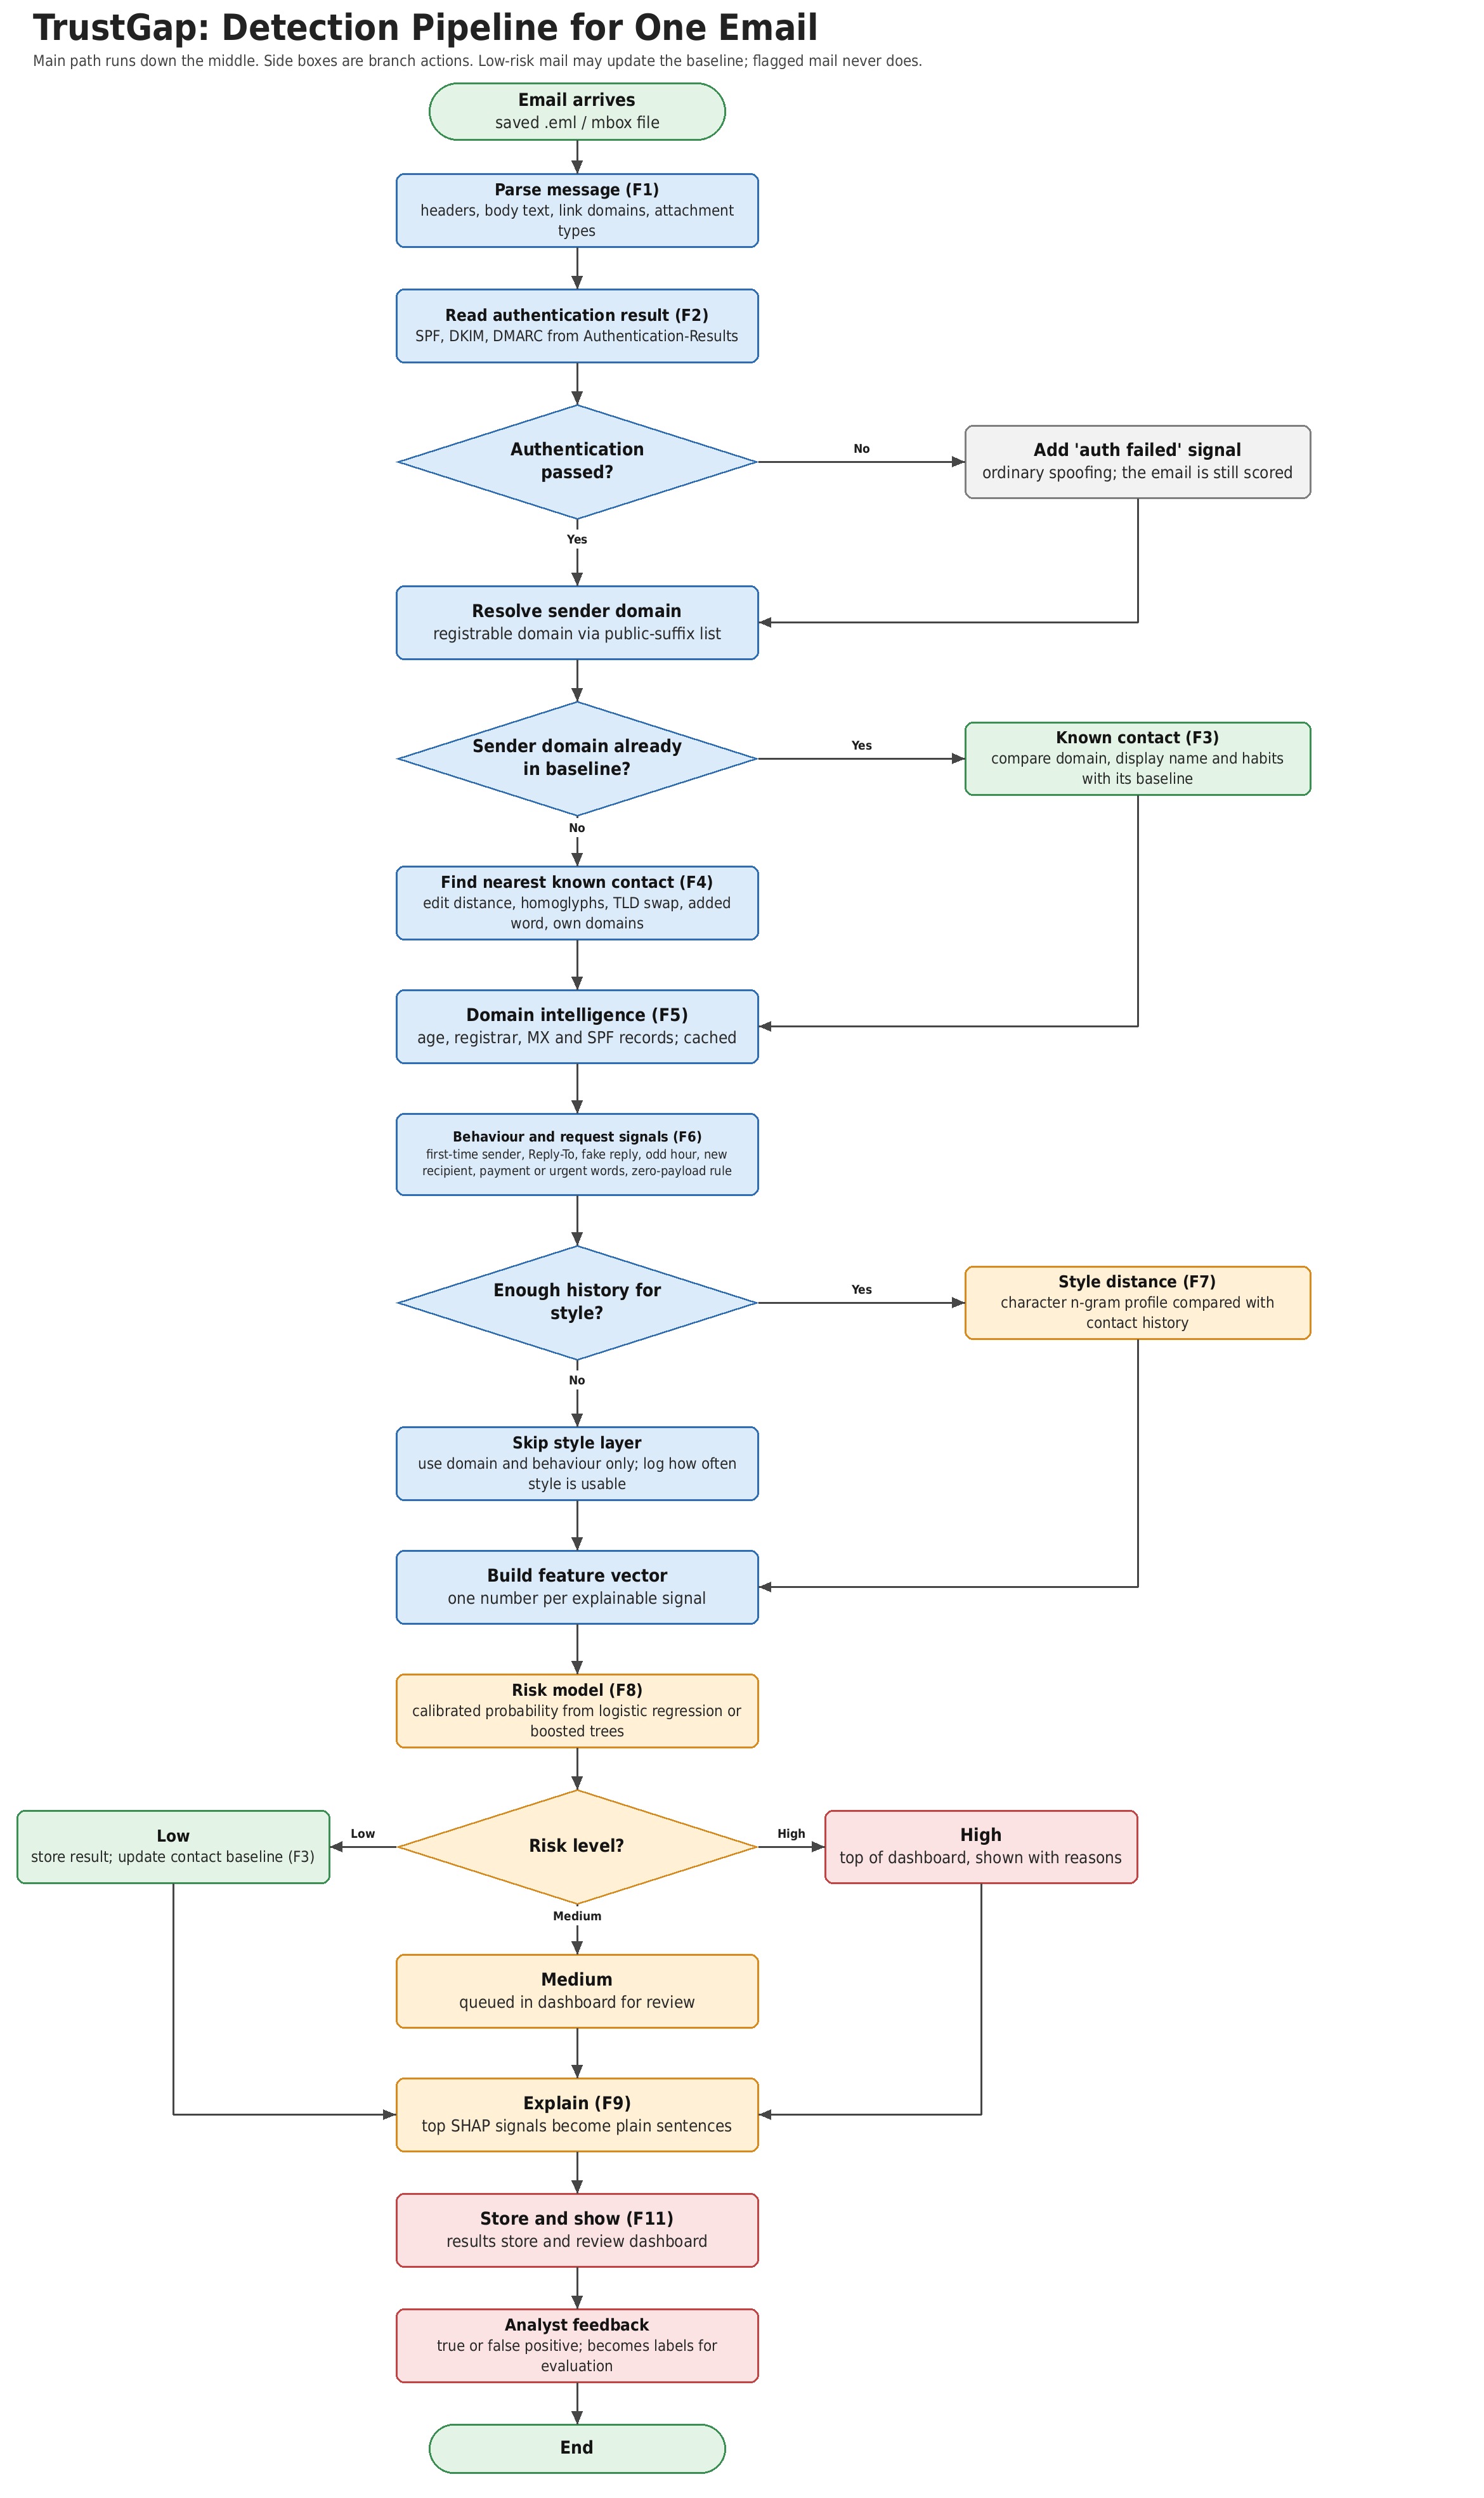 TrustGap: Detection Pipeline for One Email
Main path runs down the middle. Side boxes are branch actions. Low-risk mail may update the baseline; flagged mail never does.
Email arrives
saved .eml / mbox file
Parse message (F1)
headers, body text, link domains, attachment
types
Read authentication result (F2)
SPF, DKIM, DMARC from Authentication-Results
Authentication
passed?
No
Add 'auth failed' signal
ordinary spoofing; the email is still scored
Yes
Resolve sender domain
registrable domain via public-suffix list
Sender domain already
in baseline?
Yes
Known contact (F3)
compare domain, display name and habits
with its baseline
No
Find nearest known contact (F4)
edit distance, homoglyphs, TLD swap, added
word, own domains
Domain intelligence (F5)
age, registrar, MX and SPF records; cached
Behaviour and request signals (F6)
first-time sender, Reply-To, fake reply, odd hour, new
recipient, payment or urgent words, zero-payload rule
Enough history for
style?
Yes
Style distance (F7)
character n-gram profile compared with
contact history
No
Skip style layer
use domain and behaviour only; log how often
style is usable
Build feature vector
one number per explainable signal
Risk model (F8)
calibrated probability from logistic regression or
boosted trees
Low
store result; update contact baseline (F3)
Low
Risk level?
High
High
top of dashboard, shown with reasons
Medium
Medium
queued in dashboard for review
Explain (F9)
top SHAP signals become plain sentences
Store and show (F11)
results store and review dashboard
Analyst feedback
true or false positive; becomes labels for
evaluation
End